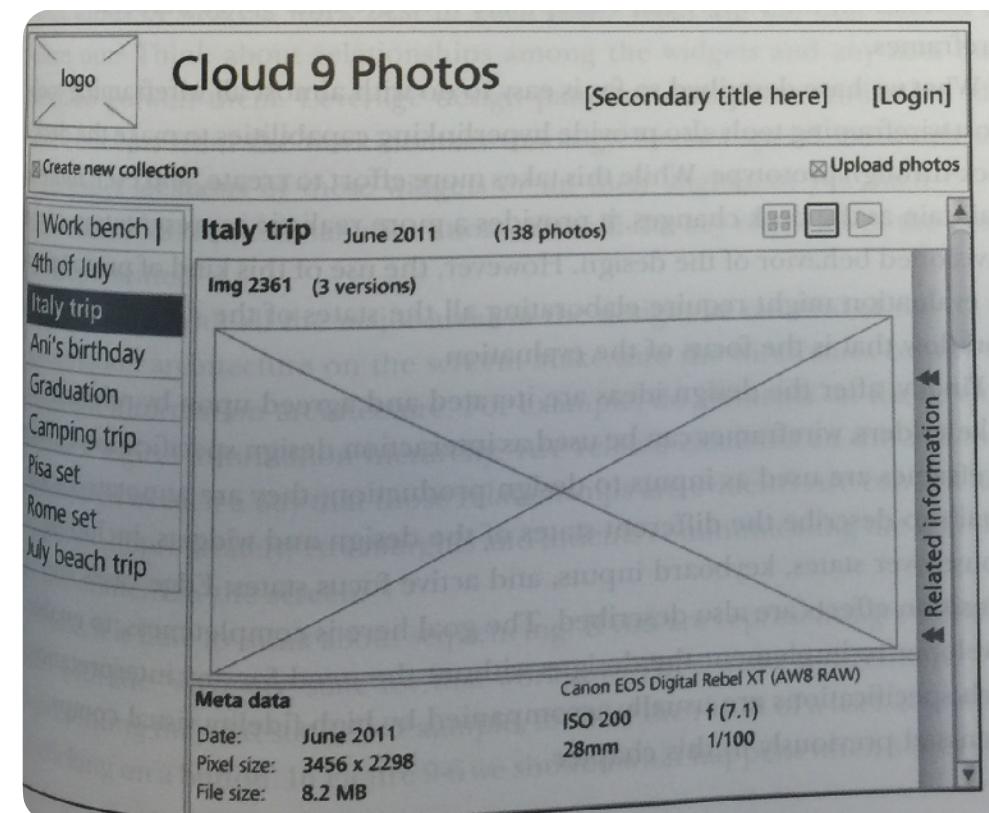 logo
Cloud 9 Photos
[Secondary title here] [Login]
Create new collection
Upload photos
|Work bench|
4th of July
Italy trip
Ani's birthday
Graduation
Camping trip
Pisa set
Rome set
July beach trip
Italy trip June 2011 (138 photos)
Img 2361 (3 versions)
Related information
Meta data
Date: June 2011
Pixel size: 3456 x 2298
File size: 8.2 MB
Canon EOS Digital Rebel XT (AW8 RAW)
ISO 200 f (7.1)
28mm 1/100